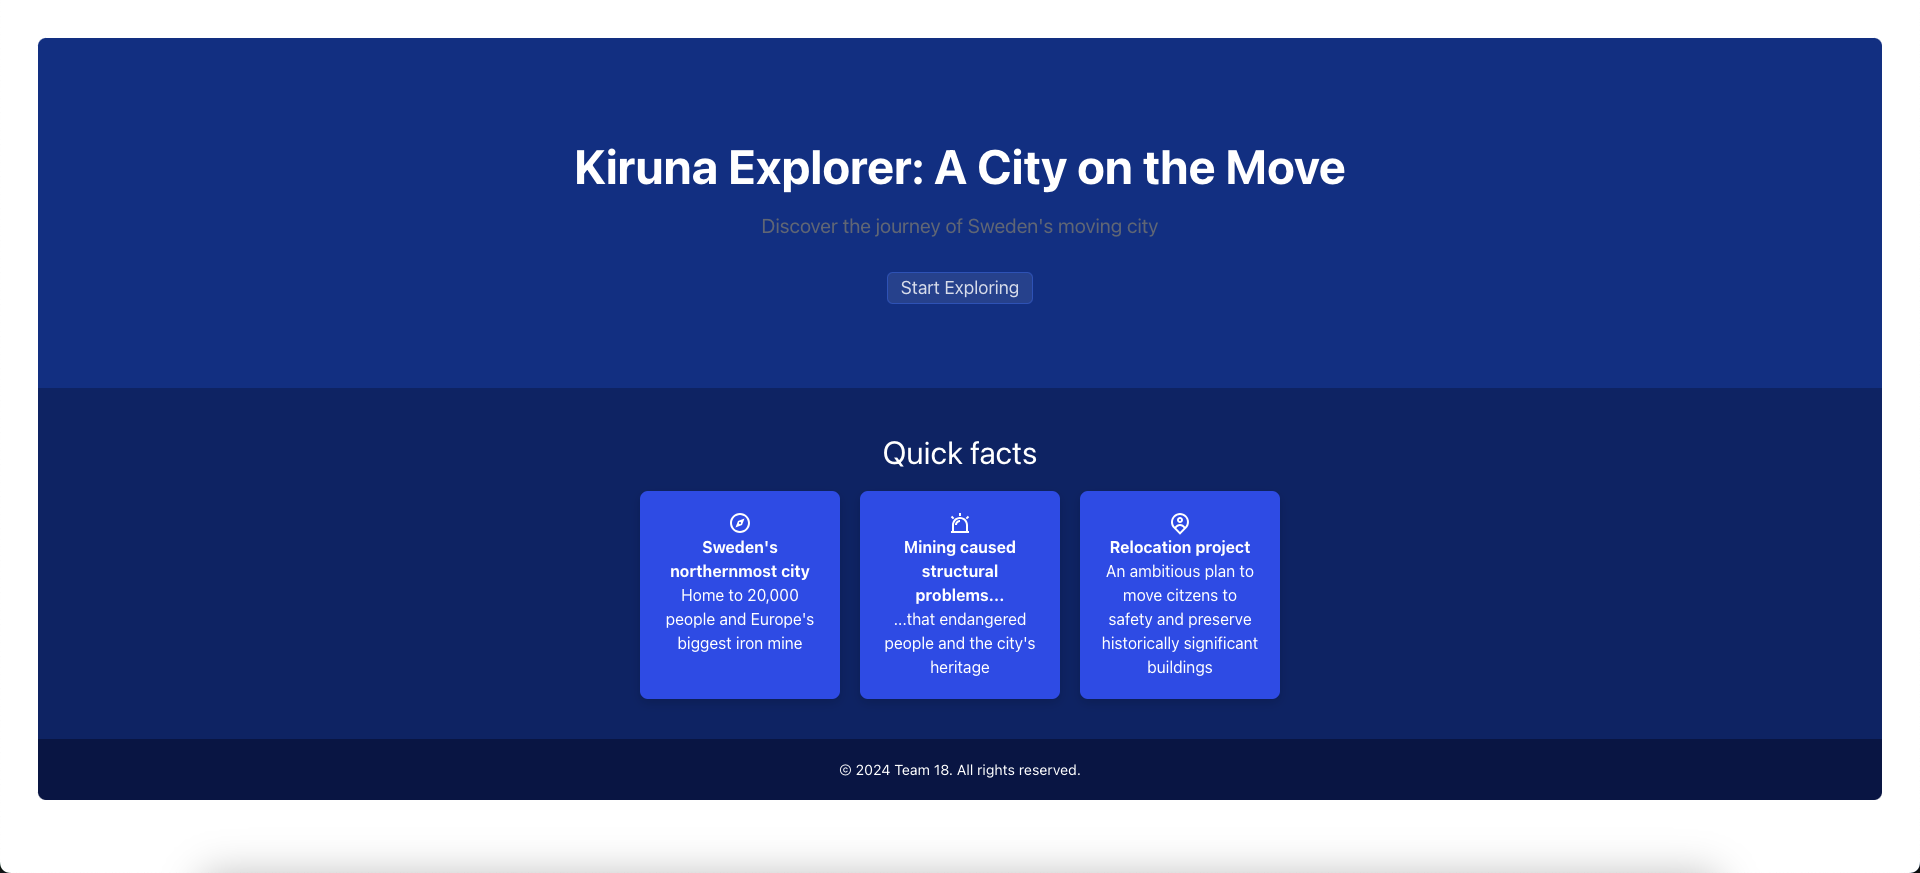 Kiruna Explorer: A City on the Move
Discover the journey of Sweden's moving city
Start Exploring
Quick facts
Sweden's
northernmost city
Home to 20,000
people and Europe's
biggest iron mine
Mining caused
structural
problems...
...that endangered
people and the city's
heritage
Relocation project
An ambitious plan to
move citzens to
safety and preserve
historically significant
buildings
© 2024 Team 18. All rights reserved.